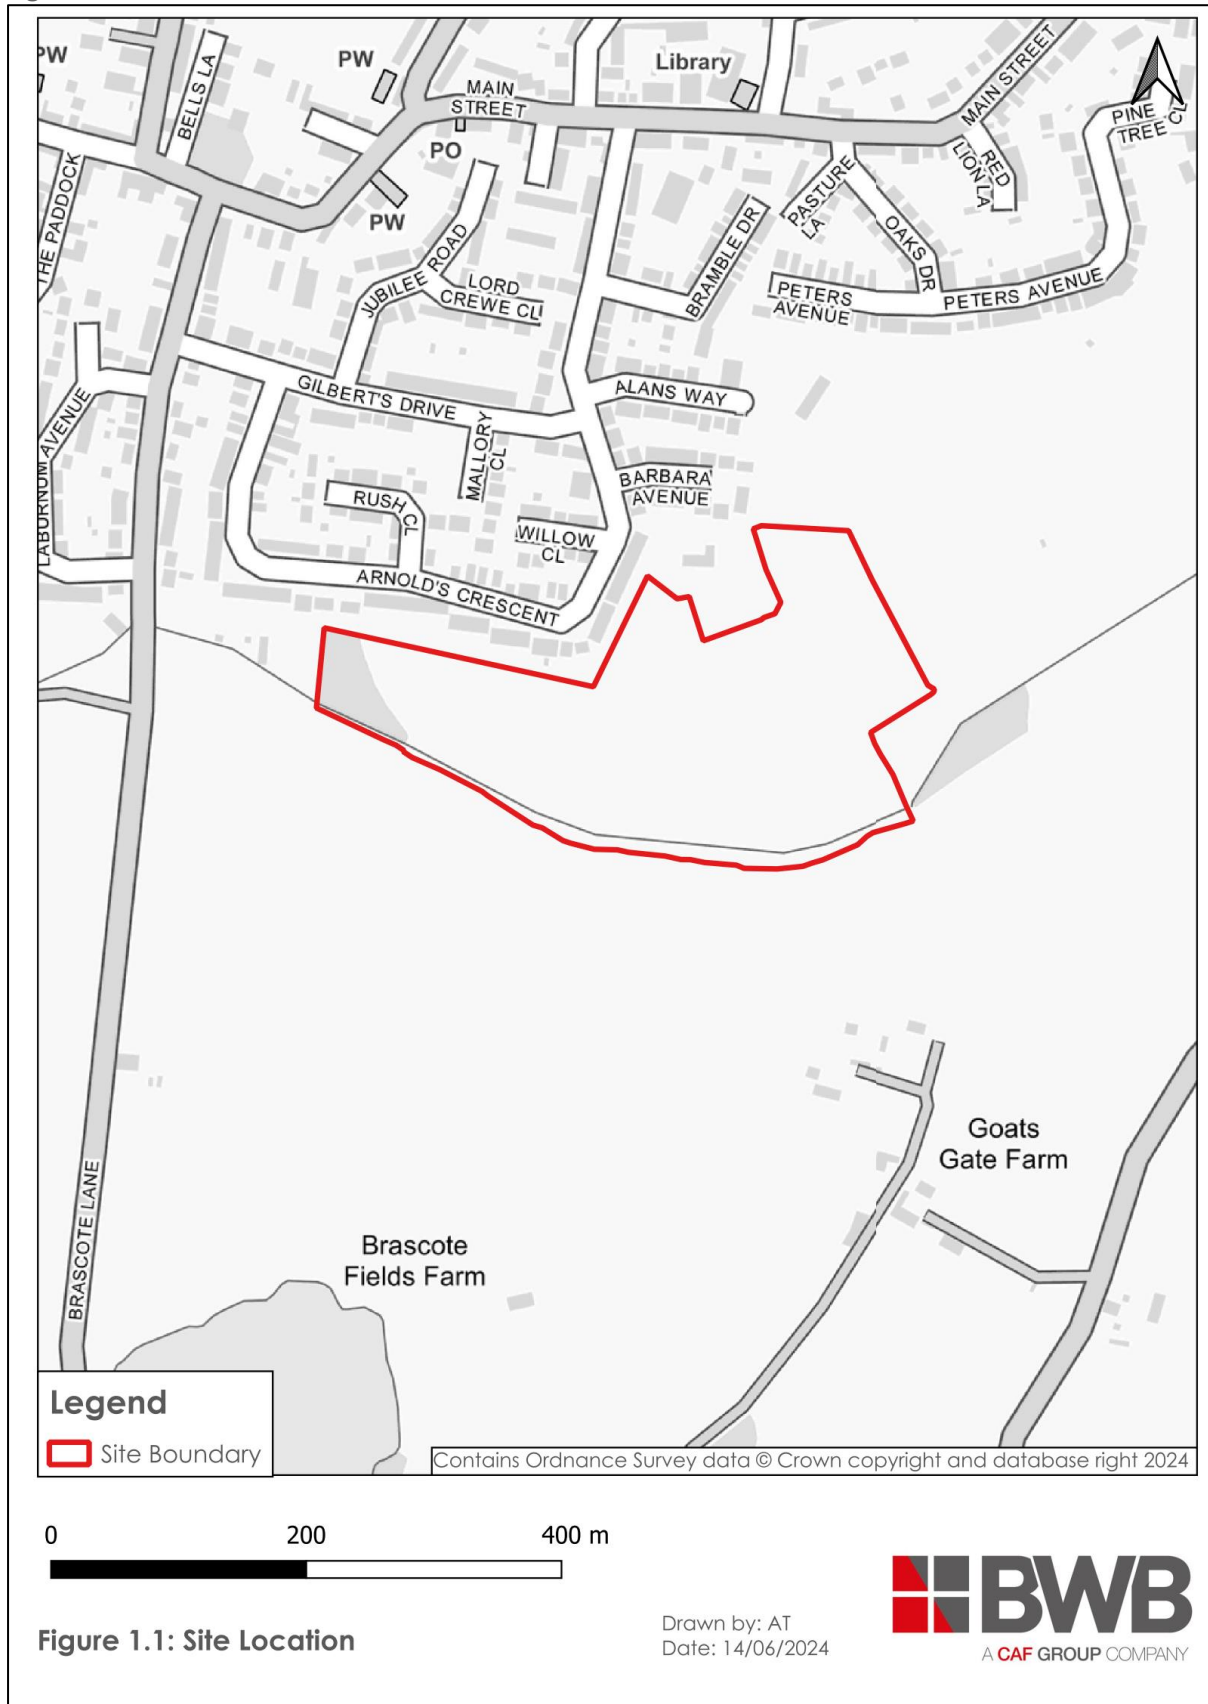 PW
BELLS LA
PW
MAIN
STREET
PO
PW
Library
MAIN STREET
PINE
TREE CL
RED
LION LA
PASTURE
LA
OAKS DR
THE PADDOCK
JUBILEE ROAD
LORD
CREWE CL
BRAMBLE DR
PETERS
AVENUE
PETERS AVENUE
GILBERT'S DRIVE
ALANS WAY
MALLORY
CL
LABURNUM AVENUE
BARBARA
AVENUE
RUSH CL
WILLOW
CL
ARNOLD'S CRESCENT
Goats
Gate Farm
BRASCOTE LANE
Brascote
Fields Farm
Legend
Site Boundary
Contains Ordnance Survey data © Crown copyright and database right 2024
0 200 400 m
Figure 1.1: Site Location
Drawn by: AT
Date: 14/06/2024
BWB
A CAF GROUP COMPANY